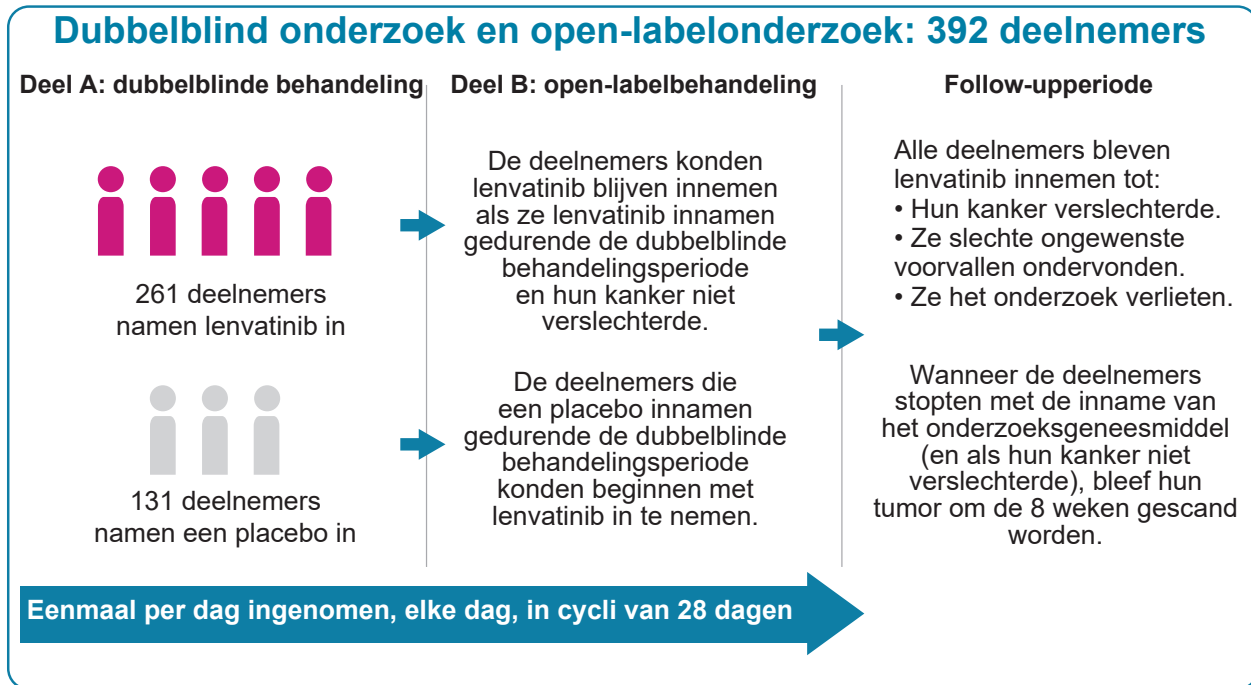 Dubbelblind onderzoek en open-labelonderzoek: 392 deelnemers
Deel A: dubbelblinde behandeling
261 deelnemers
namen lenvatinib in
131 deelnemers
namen een placebo in
Deel B: open-labelbehandeling
De deelnemers konden
lenvatinib blijven innemen
als ze lenvatinib innamen
gedurende de dubbelblinde
behandelingsperiode
en hun kanker niet
verslechterde.
De deelnemers die
een placebo innamen
gedurende de dubbelblinde
behandelingsperiode
konden beginnen met
lenvatinib in te nemen.
Follow-upperiode
Alle deelnemers bleven
lenvatinib innemen tot:
• Hun kanker verslechterde.
• Ze slechte ongewenste
voorvallen ondervonden.
• Ze het onderzoek verlieten.
Wanneer de deelnemers
stopten met de inname van
het onderzoeksgeneesmiddel
(en als hun kanker niet
verslechterde), bleef hun
tumor om de 8 weken gescand
worden.
Eenmaal per dag ingenomen, elke dag, in cycli van 28 dagen